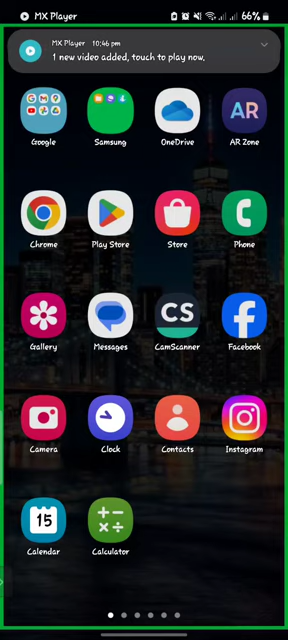 MX Player
66%
MX Player 10:46 pm
1 new video added, touch to play now.
Google
Samsung
OneDrive
AR
AR Zone
Chrome
Play Store
Store
Phone
Gallery
Messages
CS
CamScanner
Facebook
Camera
Clock
Contacts
Instagram
15
Calendar
Calculator